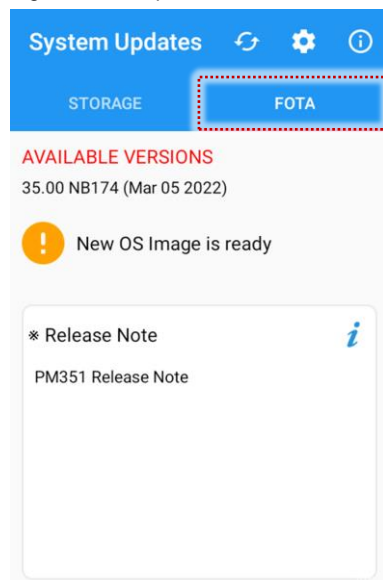 System Updates
STORAGE
FOTA
AVAILABLE VERSIONS
35.00 NB174 (Mar 05 2022)
New OS Image is ready
※ Release Note
PM351 Release Note